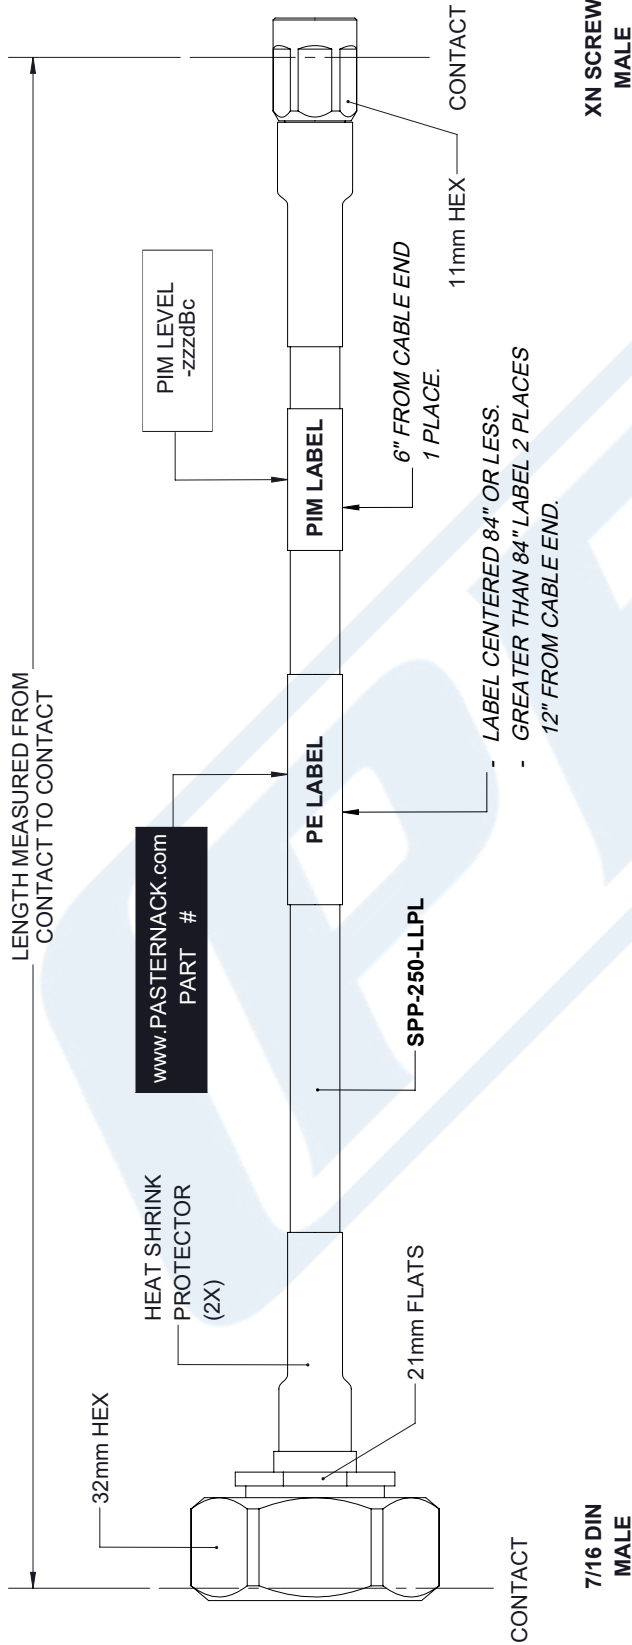 LENGTH MEASURED FROM
CONTACT TO CONTACT
32mm HEX
HEAT SHRINK
PROTECTOR
(2X)
www.PASTERNACK.com
PART #
PIM LEVEL
-zzzdBc
PE LABEL
PIM LABEL
21mm FLATS
SPP-250-LLPL
- LABEL CENTERED 84" OR LESS.
- GREATER THAN 84" LABEL 2 PLACES
12" FROM CABLE END.
6" FROM CABLE END
1 PLACE.
11mm HEX
CONTACT
CONTACT
7/16 DIN
MALE
XN SCREW
MALE